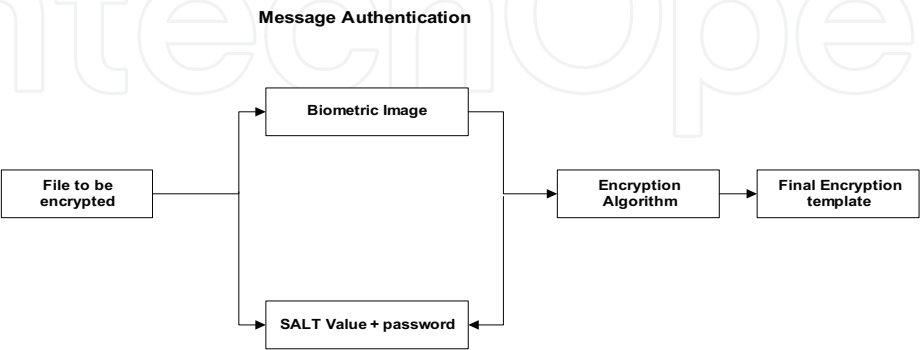 Message Authentication
Biometric Image
File to be
encrypted
Encryption
Algorithm
Final Encryption
template
SALT Value + password